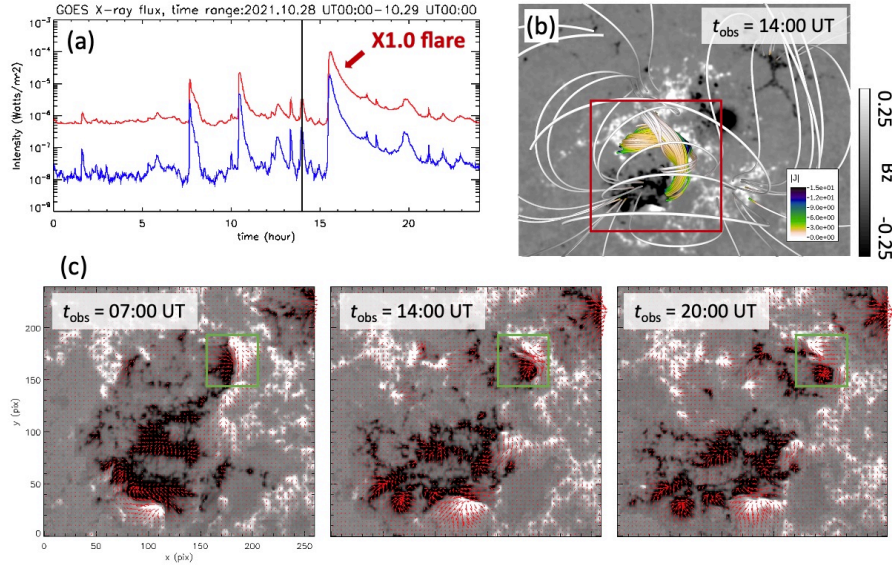 GOES X-ray flux, time range:2021.10.28 UT00:00-10.29 UT00:00
(a)
X1.0 flare
10⁻³
10⁻⁴
10⁻⁵
10⁻⁶
10⁻⁷
10⁻⁸
10⁻⁹
Intensity (Watts/m^2)
0 5 10 15 20
time (hour)
(b)
t_obs = 14:00 UT
|J|
1.5e+01
1.2e+01
9.0e+00
6.0e+00
3.0e+00
0.0e+00
0.25
Bz
-0.25
(c)
t_obs = 07:00 UT
t_obs = 14:00 UT
t_obs = 20:00 UT
200
150
100
50
0
y (pix)
0 50 100 150 200 250
x (pix)